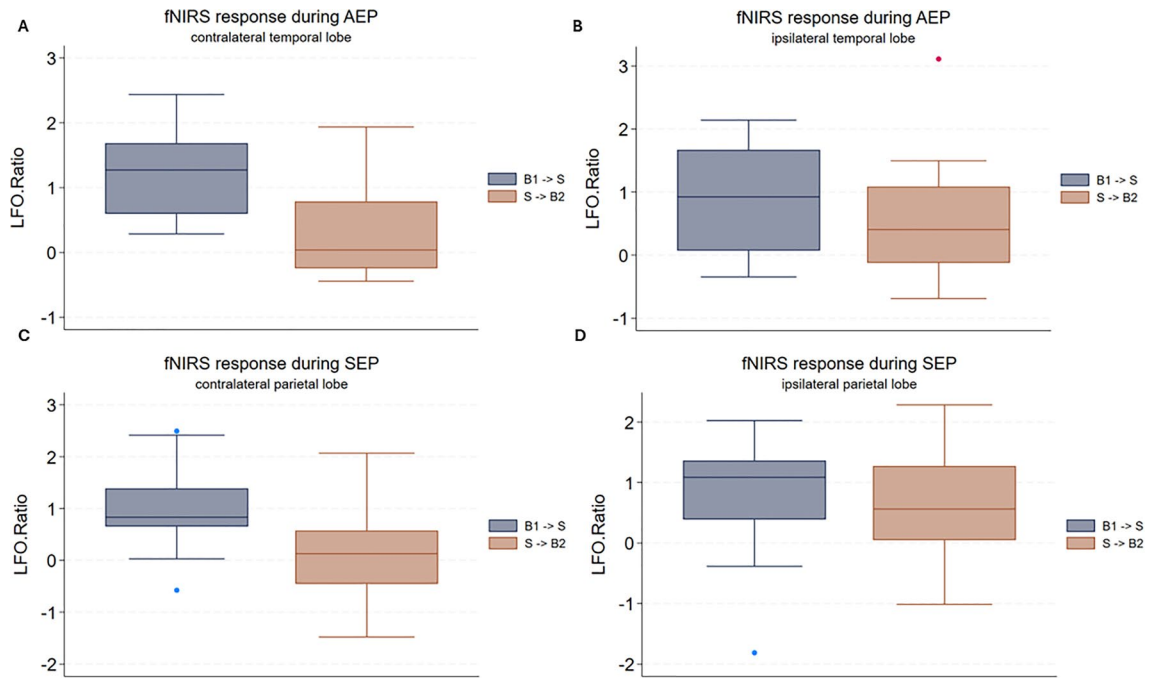 A
fNIRS response during AEP
contralateral temporal lobe
LFO.Ratio
3
2
1
0
-1
B1 -> S
S -> B2
B
fNIRS response during AEP
ipsilateral temporal lobe
LFO.Ratio
3
2
1
0
-1
B1 -> S
S -> B2
C
fNIRS response during SEP
contralateral parietal lobe
LFO.Ratio
3
2
1
0
-1
-2
B1 -> S
S -> B2
D
fNIRS response during SEP
ipsilateral parietal lobe
LFO.Ratio
2
1
0
-1
-2
B1 -> S
S -> B2